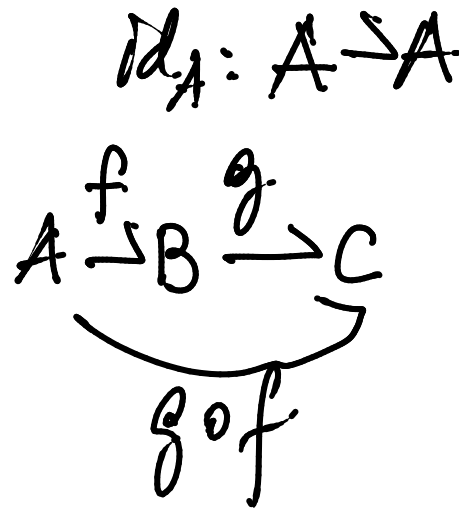 id_A: A → A
f g
A → B → C
g ∘ f